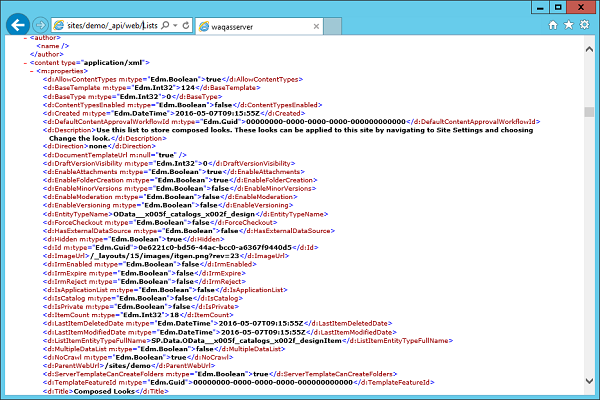 sites/demo/_api/web/Lists
waqasserver
- <author>
<name />
</author>
- <content type="application/xml">
- <m:properties>
<d:AllowContentTypes m:type="Edm.Boolean">true</d:AllowContentTypes>
<d:BaseTemplate m:type="Edm.Int32">124</d:BaseTemplate>
<d:BaseType m:type="Edm.Int32">0</d:BaseType>
<d:ContentTypesEnabled m:type="Edm.Boolean">false</d:ContentTypesEnabled>
<d:Created m:type="Edm.DateTime">2016-05-07T09:15:55Z</d:Created>
<d:DefaultContentApprovalWorkflowId m:type="Edm.Guid">00000000-0000-0000-0000-000000000000</d:DefaultContentApprovalWorkflowId>
<d:Description>Use this list to store composed looks. These looks can be applied to this site by navigating to Site Settings and choosing
Change the look.</d:Description>
<d:Direction>none</d:Direction>
<d:DocumentTemplateUrl m:null="true" />
<d:DraftVersionVisibility m:type="Edm.Int32">0</d:DraftVersionVisibility>
<d:EnableAttachments m:type="Edm.Boolean">true</d:EnableAttachments>
<d:EnableFolderCreation m:type="Edm.Boolean">true</d:EnableFolderCreation>
<d:EnableMinorVersions m:type="Edm.Boolean">false</d:EnableMinorVersions>
<d:EnableModeration m:type="Edm.Boolean">false</d:EnableModeration>
<d:EnableVersioning m:type="Edm.Boolean">false</d:EnableVersioning>
<d:EntityTypeName>OData__x005f_catalogs_x002f_design</d:EntityTypeName>
<d:ForceCheckout m:type="Edm.Boolean">false</d:ForceCheckout>
<d:HasExternalDataSource m:type="Edm.Boolean">false</d:HasExternalDataSource>
<d:Hidden m:type="Edm.Boolean">true</d:Hidden>
<d:Id m:type="Edm.Guid">0e6221c0-bd56-44ac-bcc0-a6367f9440d5</d:Id>
<d:ImageUrl>/_layouts/15/images/itgen.png?rev=23</d:ImageUrl>
<d:IrmEnabled m:type="Edm.Boolean">false</d:IrmEnabled>
<d:IrmExpire m:type="Edm.Boolean">false</d:IrmExpire>
<d:IrmReject m:type="Edm.Boolean">false</d:IrmReject>
<d:IsApplicationList m:type="Edm.Boolean">false</d:IsApplicationList>
<d:IsCatalog m:type="Edm.Boolean">false</d:IsCatalog>
<d:IsPrivate m:type="Edm.Boolean">false</d:IsPrivate>
<d:ItemCount m:type="Edm.Int32">18</d:ItemCount>
<d:LastItemDeletedDate m:type="Edm.DateTime">2016-05-07T09:15:55Z</d:LastItemDeletedDate>
<d:LastItemModifiedDate m:type="Edm.DateTime">2016-05-07T09:15:55Z</d:LastItemModifiedDate>
<d:ListItemEntityTypeFullName>SP.Data.OData__x005f_catalogs_x002f_designItem</d:ListItemEntityTypeFullName>
<d:MultipleDataList m:type="Edm.Boolean">false</d:MultipleDataList>
<d:NoCrawl m:type="Edm.Boolean">true</d:NoCrawl>
<d:ParentWebUrl>/sites/demo</d:ParentWebUrl>
<d:ServerTemplateCanCreateFolders m:type="Edm.Boolean">true</d:ServerTemplateCanCreateFolders>
<d:TemplateFeatureId m:type="Edm.Guid">00000000-0000-0000-0000-000000000000</d:TemplateFeatureId>
<d:Title>Composed Looks</d:Title>